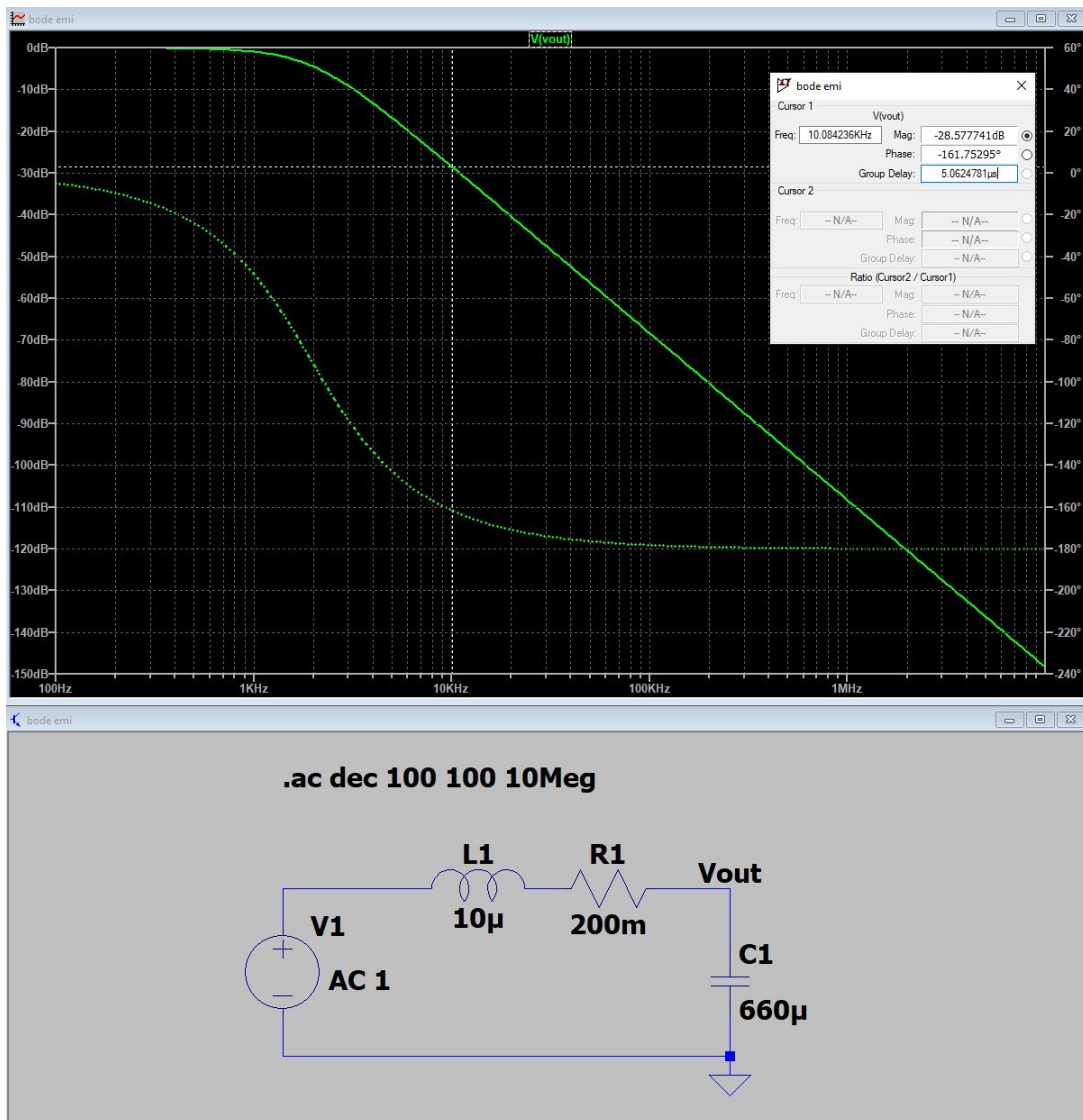 bode emi
V(vout)
0dB
-10dB
-20dB
-30dB
-40dB
-50dB
-60dB
-70dB
-80dB
-90dB
-100dB
-110dB
-120dB
-130dB
-140dB
-150dB
60°
40°
20°
0°
-20°
-40°
-60°
-80°
-100°
-120°
-140°
-160°
-180°
-200°
-220°
-240°
100Hz 1KHz 10KHz 100KHz 1MHz
bode emi
Cursor 1
V(vout)
Freq: 10.084236KHz Mag: -28.577741dB
Phase: -161.75295°
Group Delay: 5.0624781µs
Cursor 2
Freq: -- N/A-- Mag: -- N/A--
Phase: -- N/A--
Group Delay: -- N/A--
Ratio (Cursor2 / Cursor1)
Freq: -- N/A-- Mag: -- N/A--
Phase: -- N/A--
Group Delay: -- N/A--
bode emi
.ac dec 100 100 10Meg
L1
10µ
R1
200m
Vout
V1
AC 1
C1
660µ